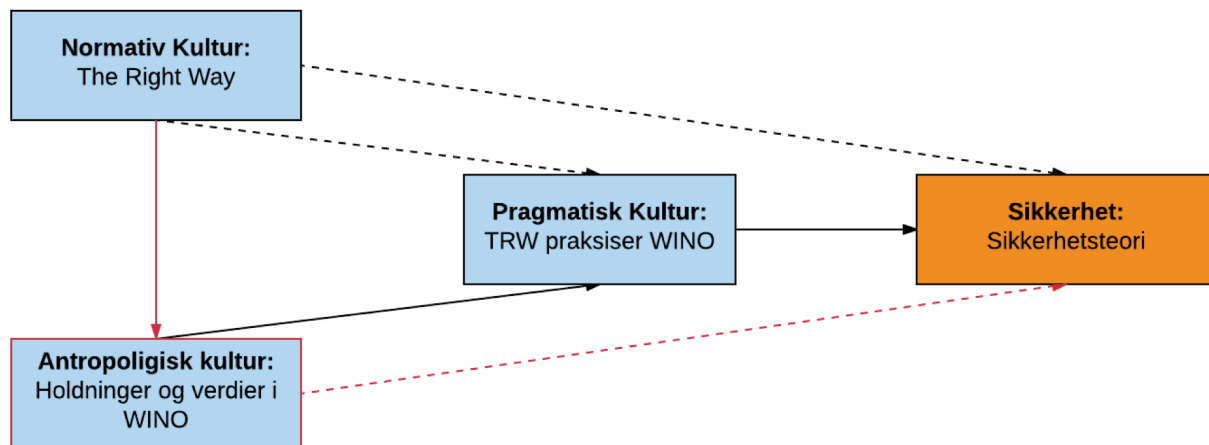 Normativ Kultur:
The Right Way
Pragmatisk Kultur:
TRW praksiser WINO
Sikkerhet:
Sikkerhetsteori
Antropoligisk kultur:
Holdninger og verdier i
WINO